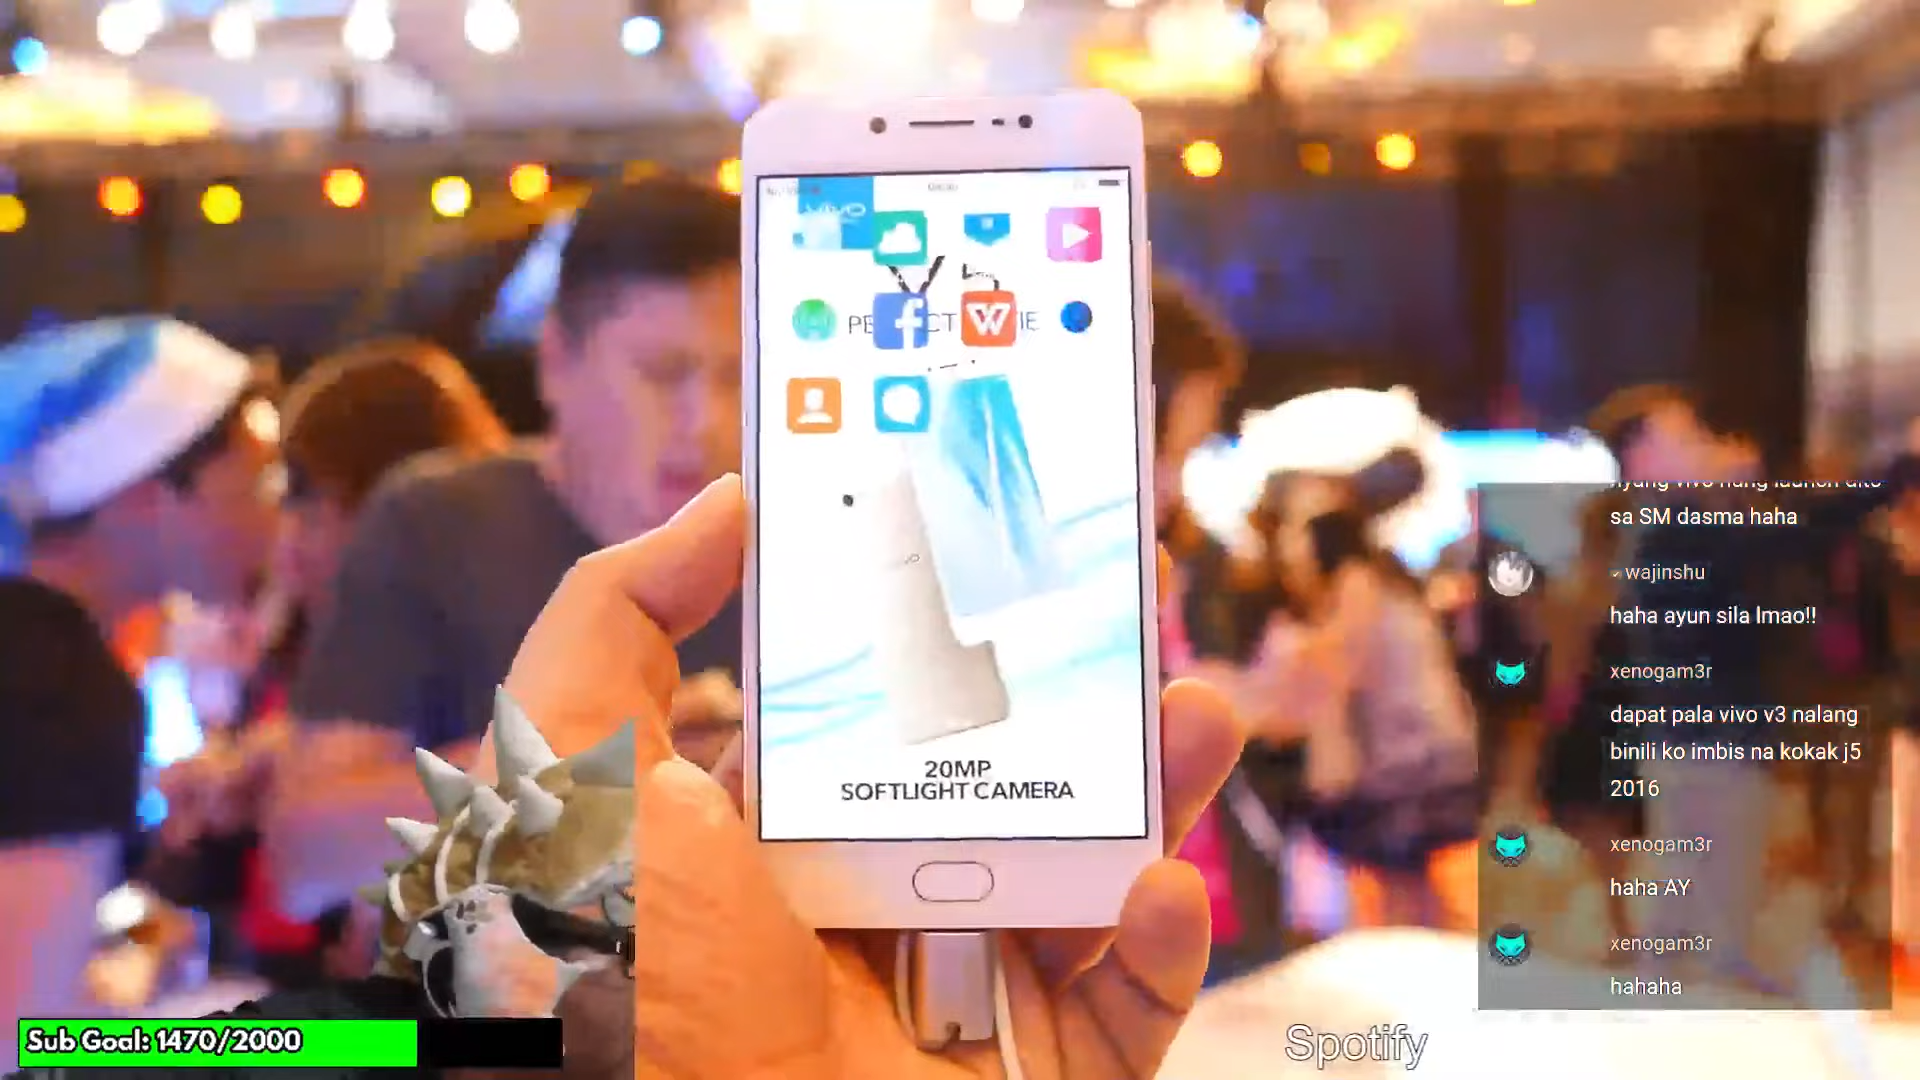 vivo
20MP
SOFTLIGHT CAMERA
sa SM dasma haha
wajinshu
haha ayun sila lmao!!
xenogam3r
dapat pala vivo v3 nalang
binili ko imbis na kokak j5
2016
xenogam3r
haha AY
xenogam3r
hahaha
Sub Goal: 1470/2000
Spotify